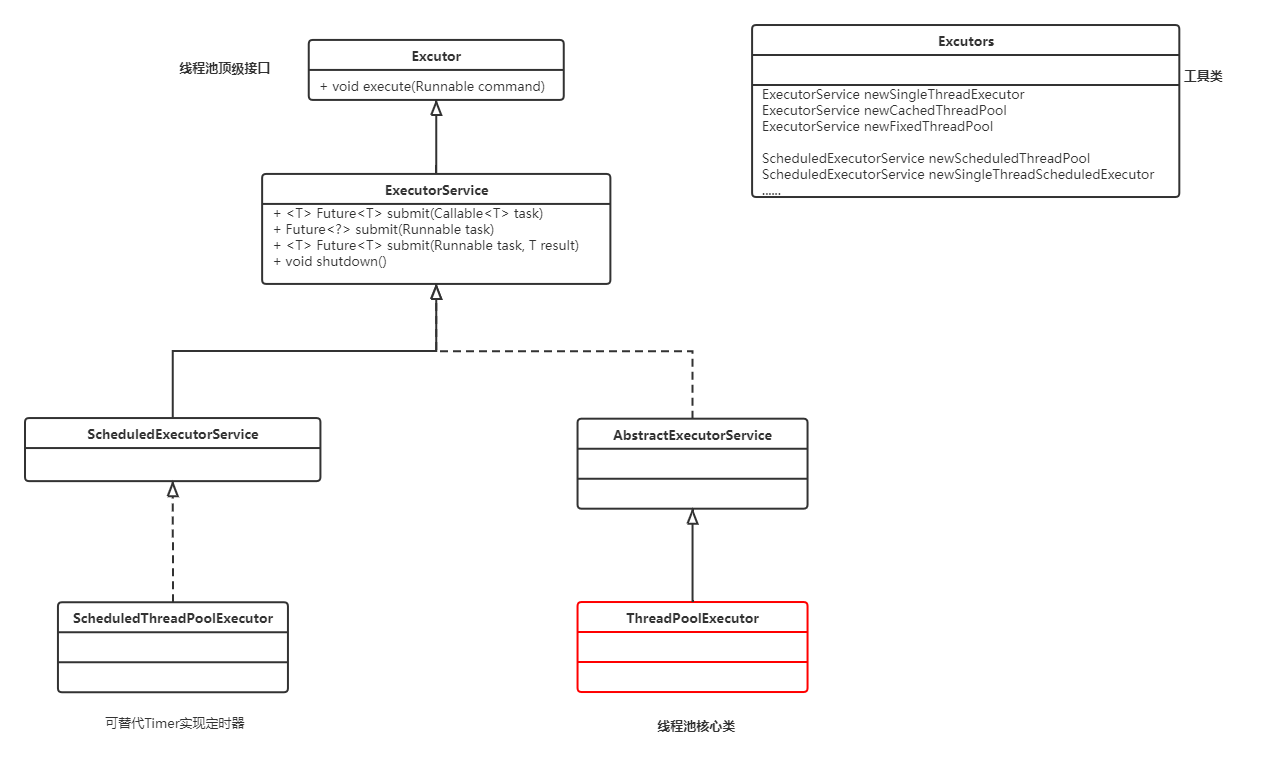 线程池顶级接口
Excutor
+ void execute(Runnable command)
Excutors
工具类
ExecutorService newSingleThreadExecutor
ExecutorService newCachedThreadPool
ExecutorService newFixedThreadPool
ScheduledExecutorService newScheduledThreadPool
ScheduledExecutorService newSingleThreadScheduledExecutor
......
ExecutorService
+ <T> Future<T> submit(Callable<T> task)
+ Future<?> submit(Runnable task)
+ <T> Future<T> submit(Runnable task, T result)
+ void shutdown()
ScheduledExecutorService
AbstractExecutorService
ScheduledThreadPoolExecutor
ThreadPoolExecutor
可替代Timer实现定时器
线程池核心类